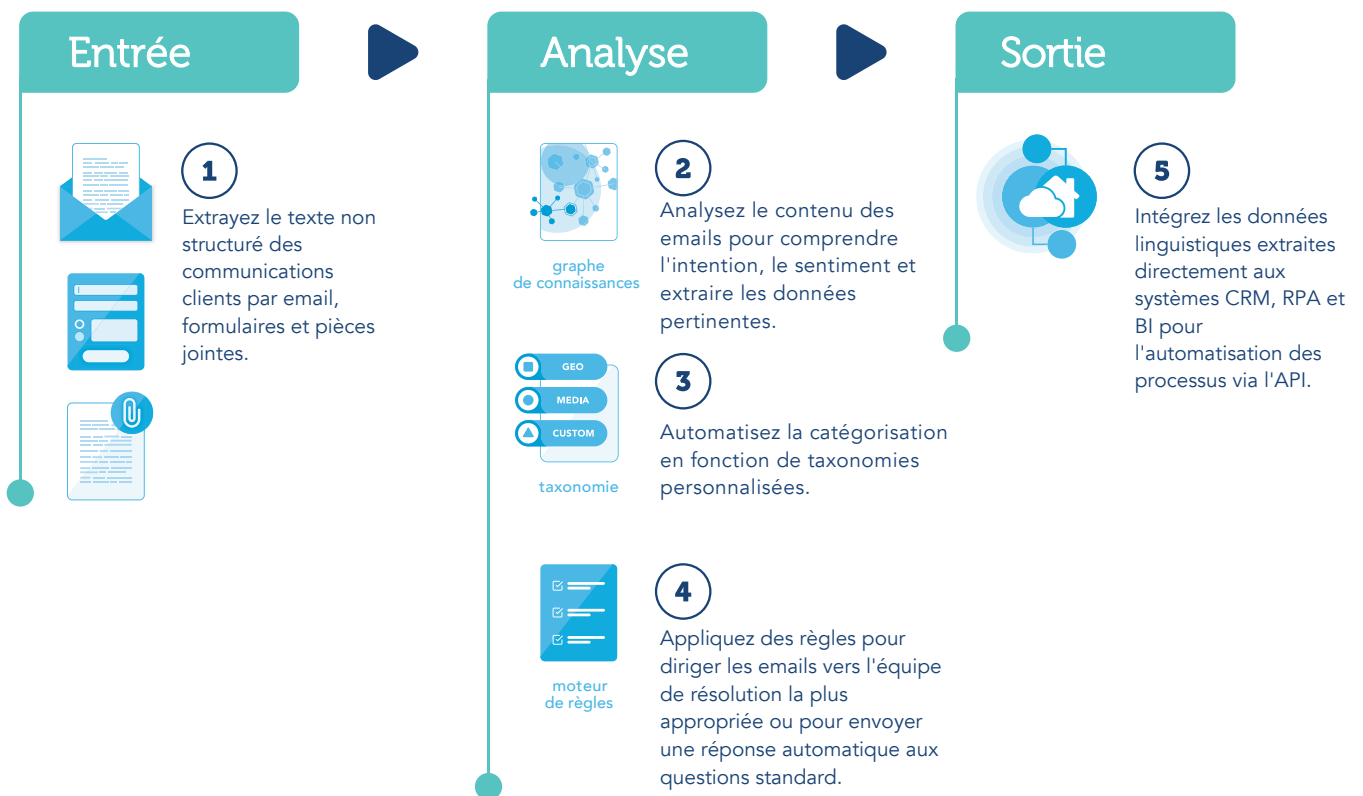 Entrée
1
Extrayez le texte non
structuré des
communications
clients par email,
formulaires et pièces
jointes.
Analyse
graphe
de connaissances
2
Analysez le contenu des
emails pour comprendre
l'intention, le sentiment et
extraire les données
pertinentes.
GEO
MEDIA
CUSTOM
taxonomie
3
Automatisez la catégorisation
en fonction de taxonomies
personnalisées.
moteur
de règles
4
Appliquez des règles pour
diriger les emails vers l'équipe
de résolution la plus
appropriée ou pour envoyer
une réponse automatique aux
questions standard.
Sortie
5
Intégrez les données
linguistiques extraites
directement aux
systèmes CRM, RPA et
BI pour
l'automatisation des
processus via l'API.